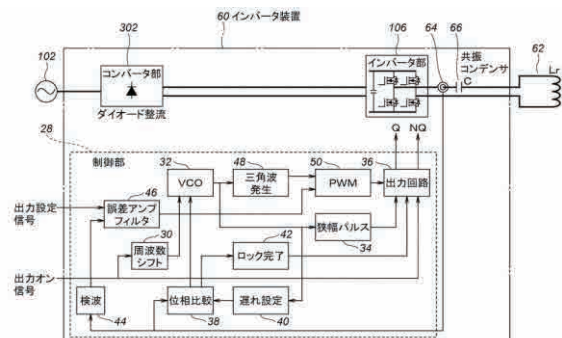 60 インバータ装置
302
106
64
66
共振
コンデンサ
C
62
Lr
102
コンバータ部
ダイオード整流
インバータ部
28
制御部
Q
NQ
32
VCO
48
三角波
発生
50
PWM
36
出力回路
46
誤差アンプ
フィルタ
出力設定
信号
30
周波数
シフト
42
ロック完了
狭幅パルス
34
出力オン
信号
検波
44
位相比較
38
遅れ設定
40